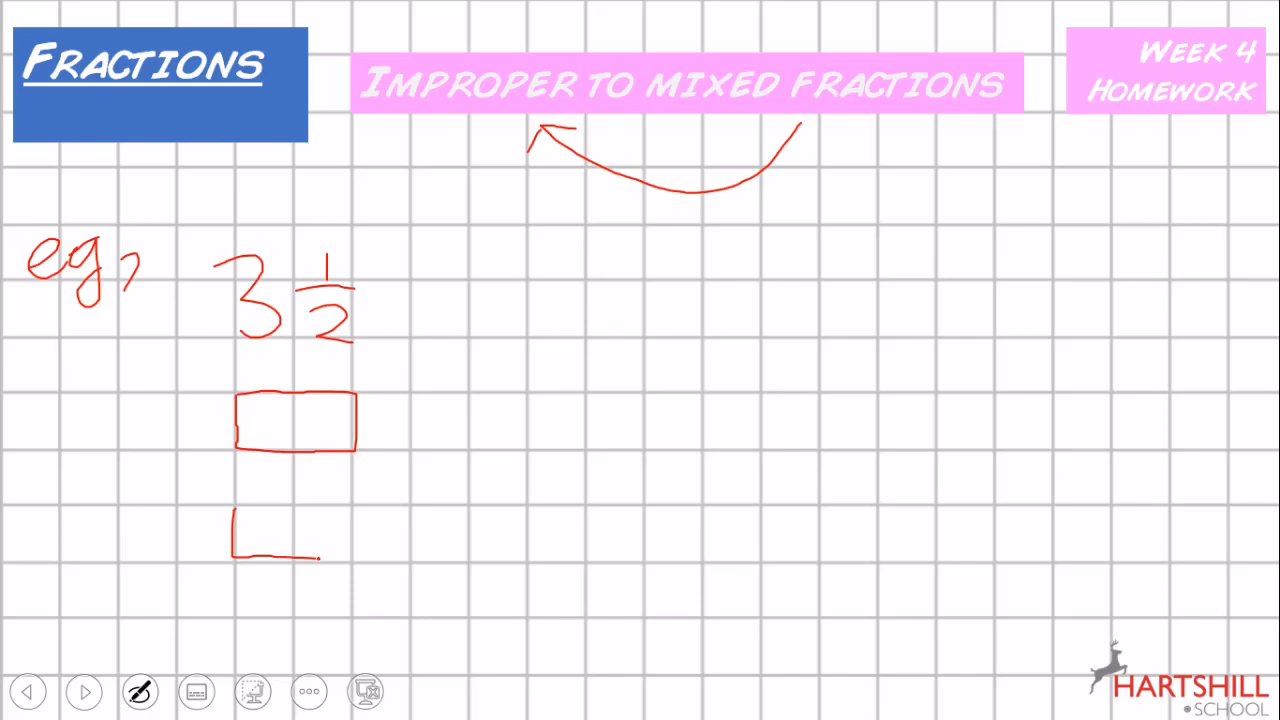 FRACTIONS
IMPROPER TO MIXED FRACTIONS
WEEK 4
HOMEWORK
eg, 3 1/2
HARTSHILL
SCHOOL